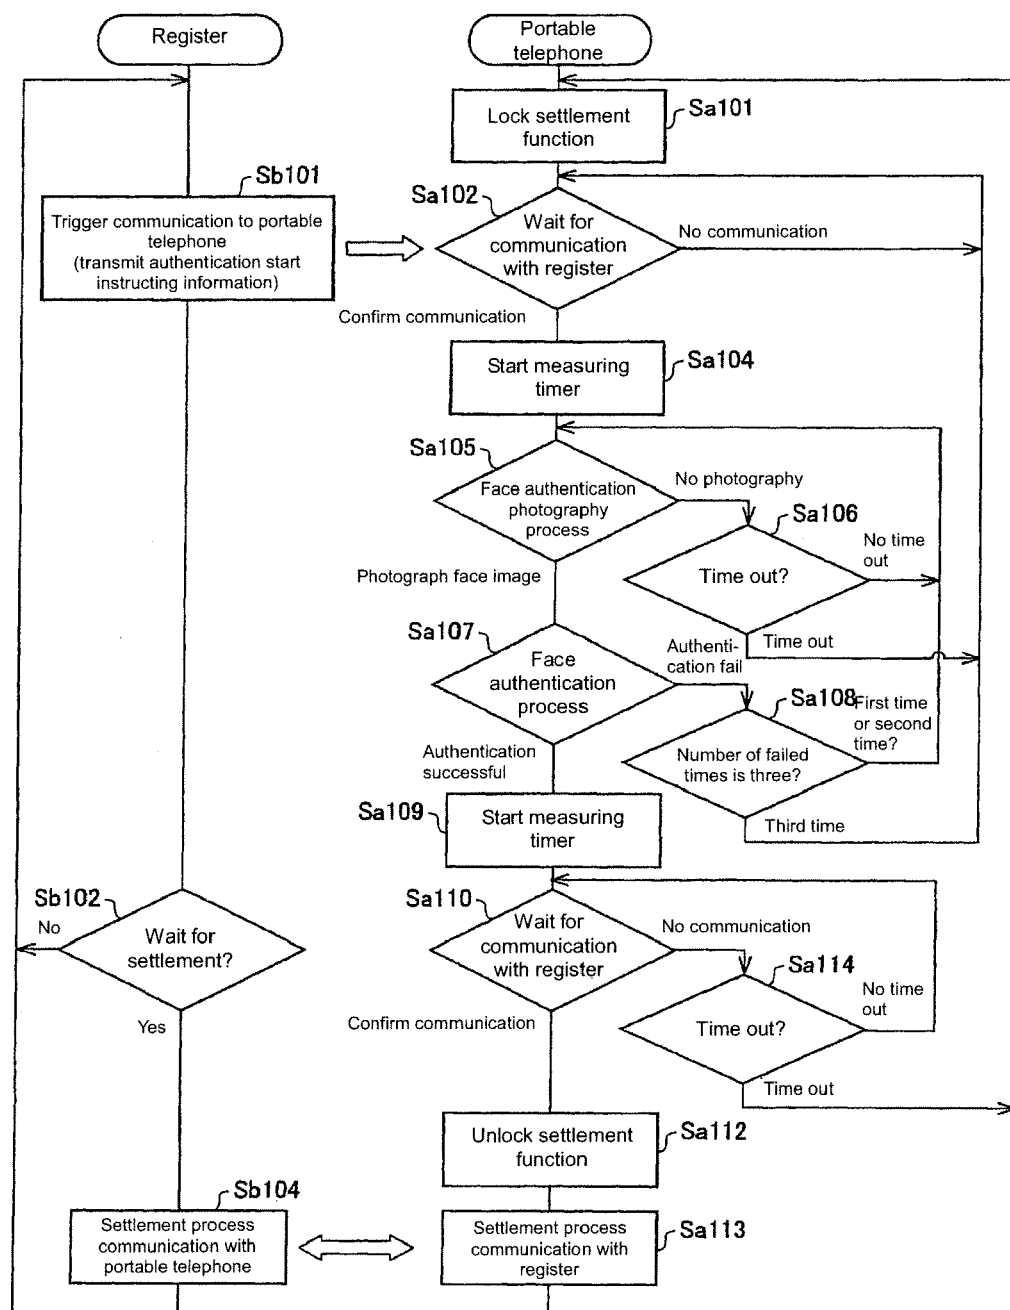 Register
Portable
telephone
Lock settlement
function
Sa101
Sb101
Trigger communication to portable
telephone
(transmit authentication start
instructing information)
Sa102
Wait for
communication
with register
No communication
Confirm communication
Start measuring
timer
Sa104
Sa105
Face authentication
photography
process
No photography
Sa106
Time out?
No time
out
Photograph face image
Time out
Sa107
Face
authentication
process
Authenti-
cation fail
Sa108
First time
or second
time?
Number of failed
times is three?
Authentication
successful
Third time
Sa109
Start measuring
timer
Sb102
No
Wait for
settlement?
Yes
Sa110
Wait for
communication
with register
No communication
Sa114
Time out?
No time
out
Confirm communication
Time out
Unlock settlement
function
Sa112
Sb104
Settlement process
communication with
portable telephone
Settlement process
communication with
register
Sa113